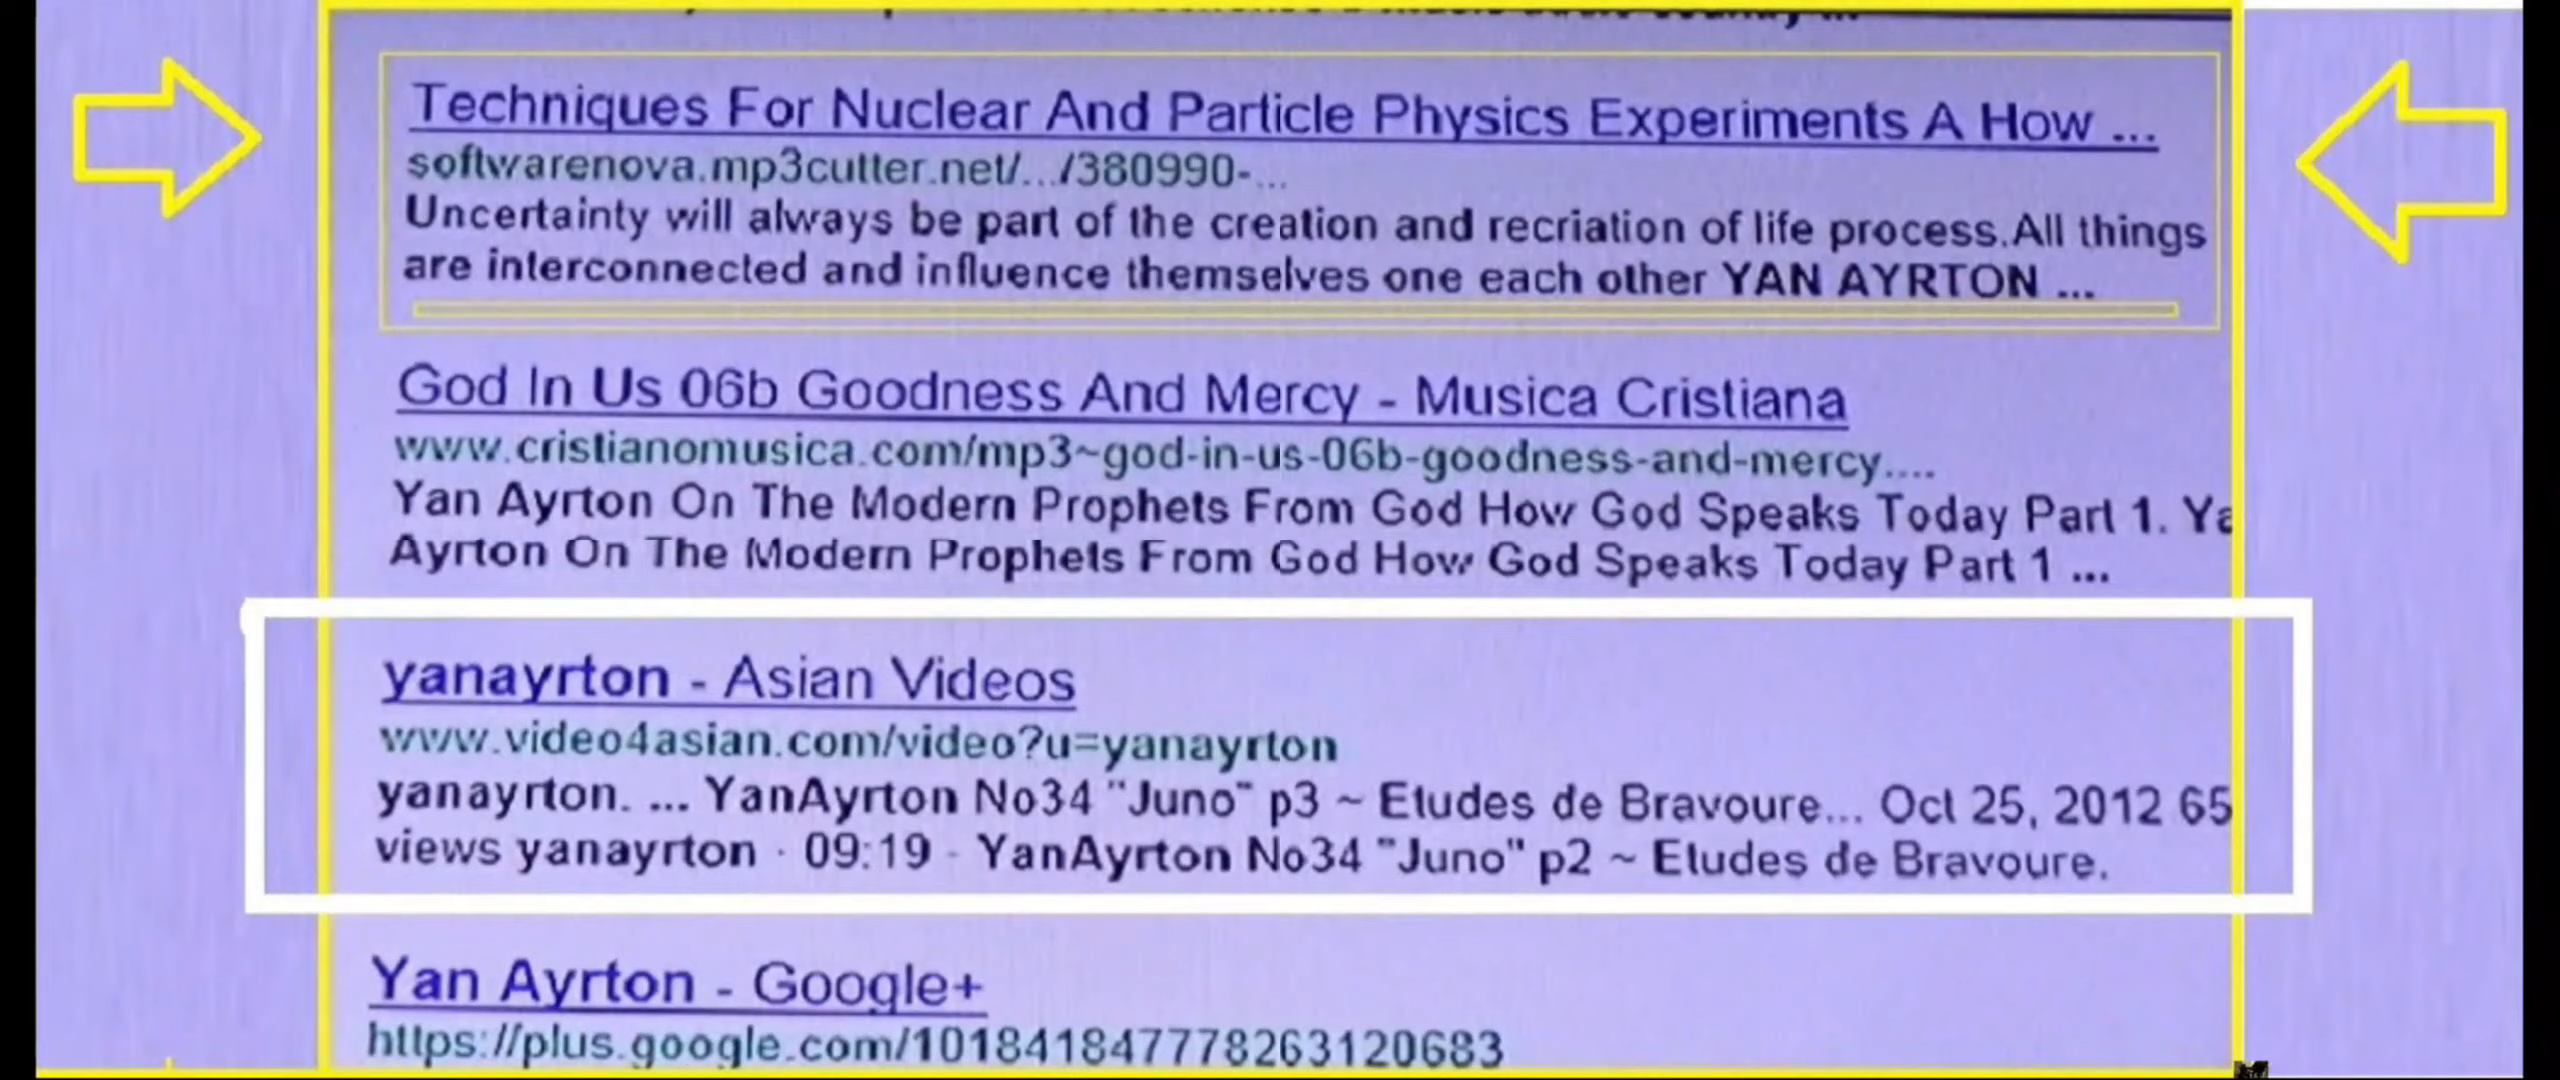 Techniques For Nuclear And Particle Physics Experiments A How ...
softwarenova.mp3cutter.net/.../380990-...
Uncertainty will always be part of the creation and recriation of life process.All things
are interconnected and influence themselves one each other YAN AYRTON ...
God In Us 06b Goodness And Mercy - Musica Cristiana
www.cristianomusica.com/mp3~god-in-us-06b-goodness-and-mercy....
Yan Ayrton On The Modern Prophets From God How God Speaks Today Part 1. Ya
Ayrton On The Modern Prophets From God How God Speaks Today Part 1 ...
yanayrton - Asian Videos
www.video4asian.com/video?u=yanayrton
yanayrton. ... YanAyrton No34 "Juno" p3 ~ Etudes de Bravoure... Oct 25, 2012 65
views yanayrton · 09:19 - YanAyrton No34 "Juno" p2 ~ Etudes de Bravoure.
Yan Ayrton - Google+
https://plus.google.com/101841847778263120683